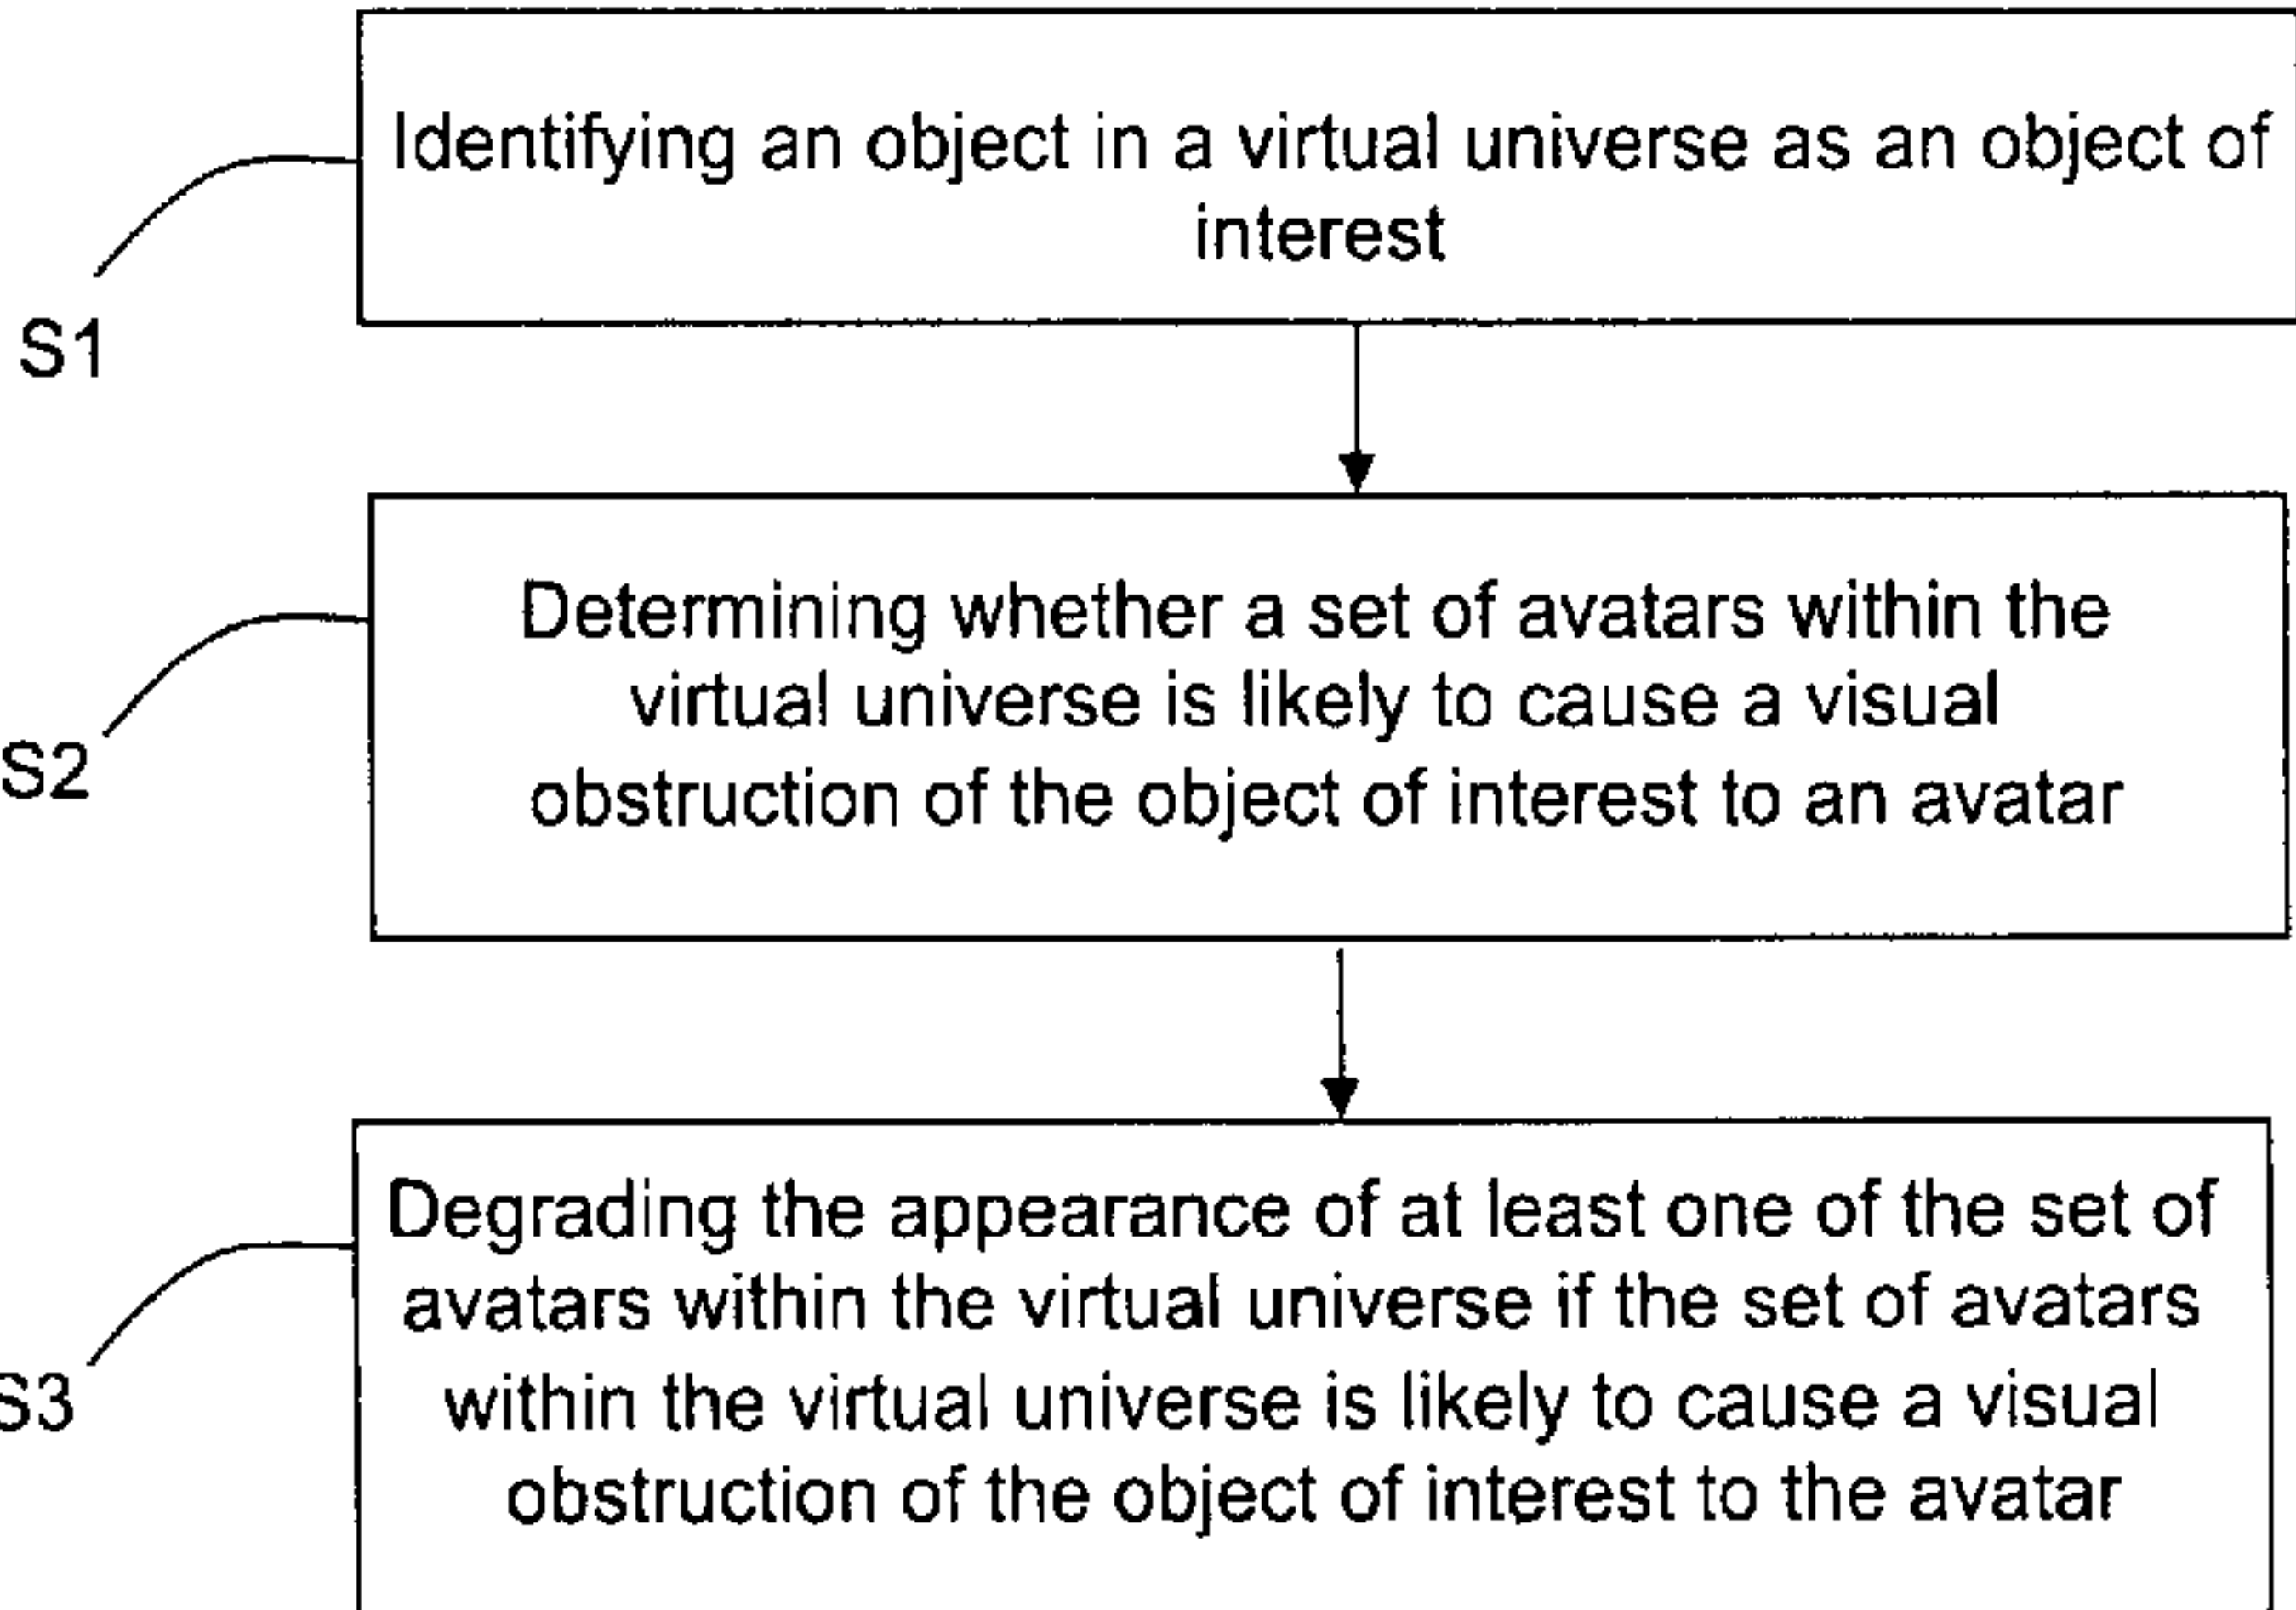 Identifying an object in a virtual universe as an object of
interest
S1
Determining whether a set of avatars within the
virtual universe is likely to cause a visual
obstruction of the object of interest to an avatar
S2
Degrading the appearance of at least one of the set of
avatars within the virtual universe if the set of avatars
within the virtual universe is likely to cause a visual
obstruction of the object of interest to the avatar
S3